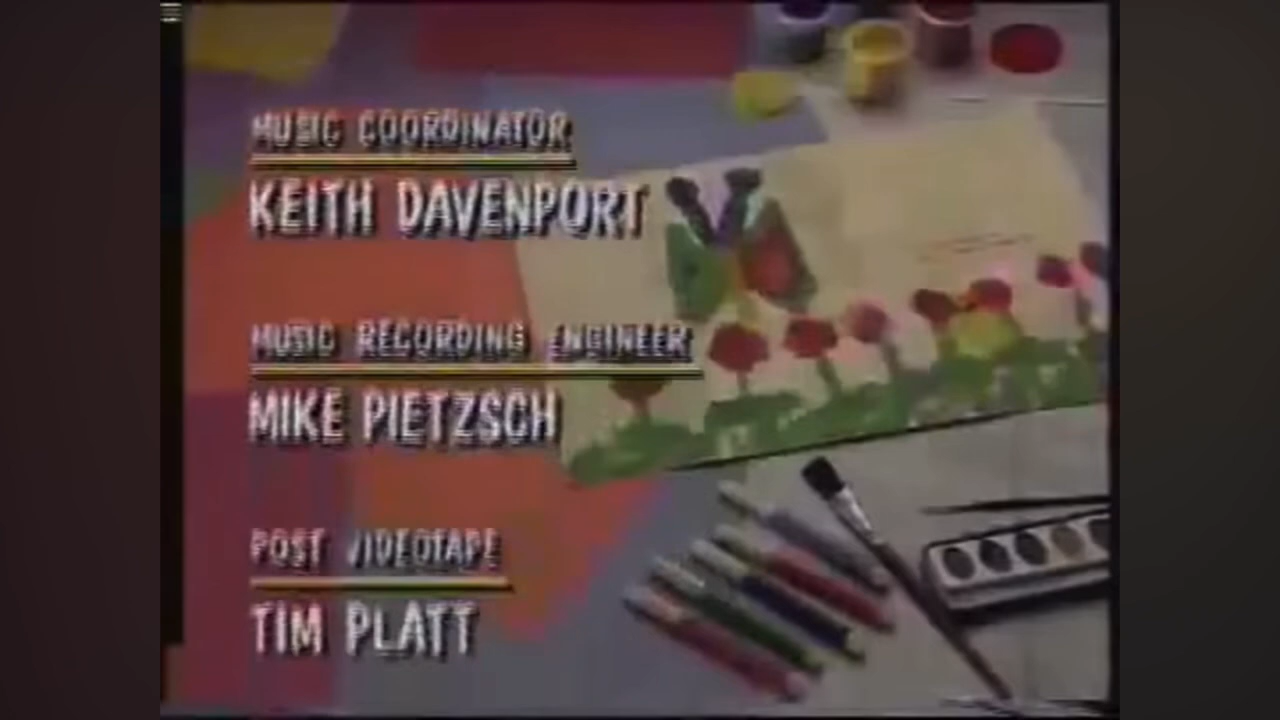 MUSIC COORDINATOR
KEITH DAVENPORT
MUSIC RECORDING ENGINEER
MIKE PIETZSCH
POST VIDEOTAPE
TIM PLATT